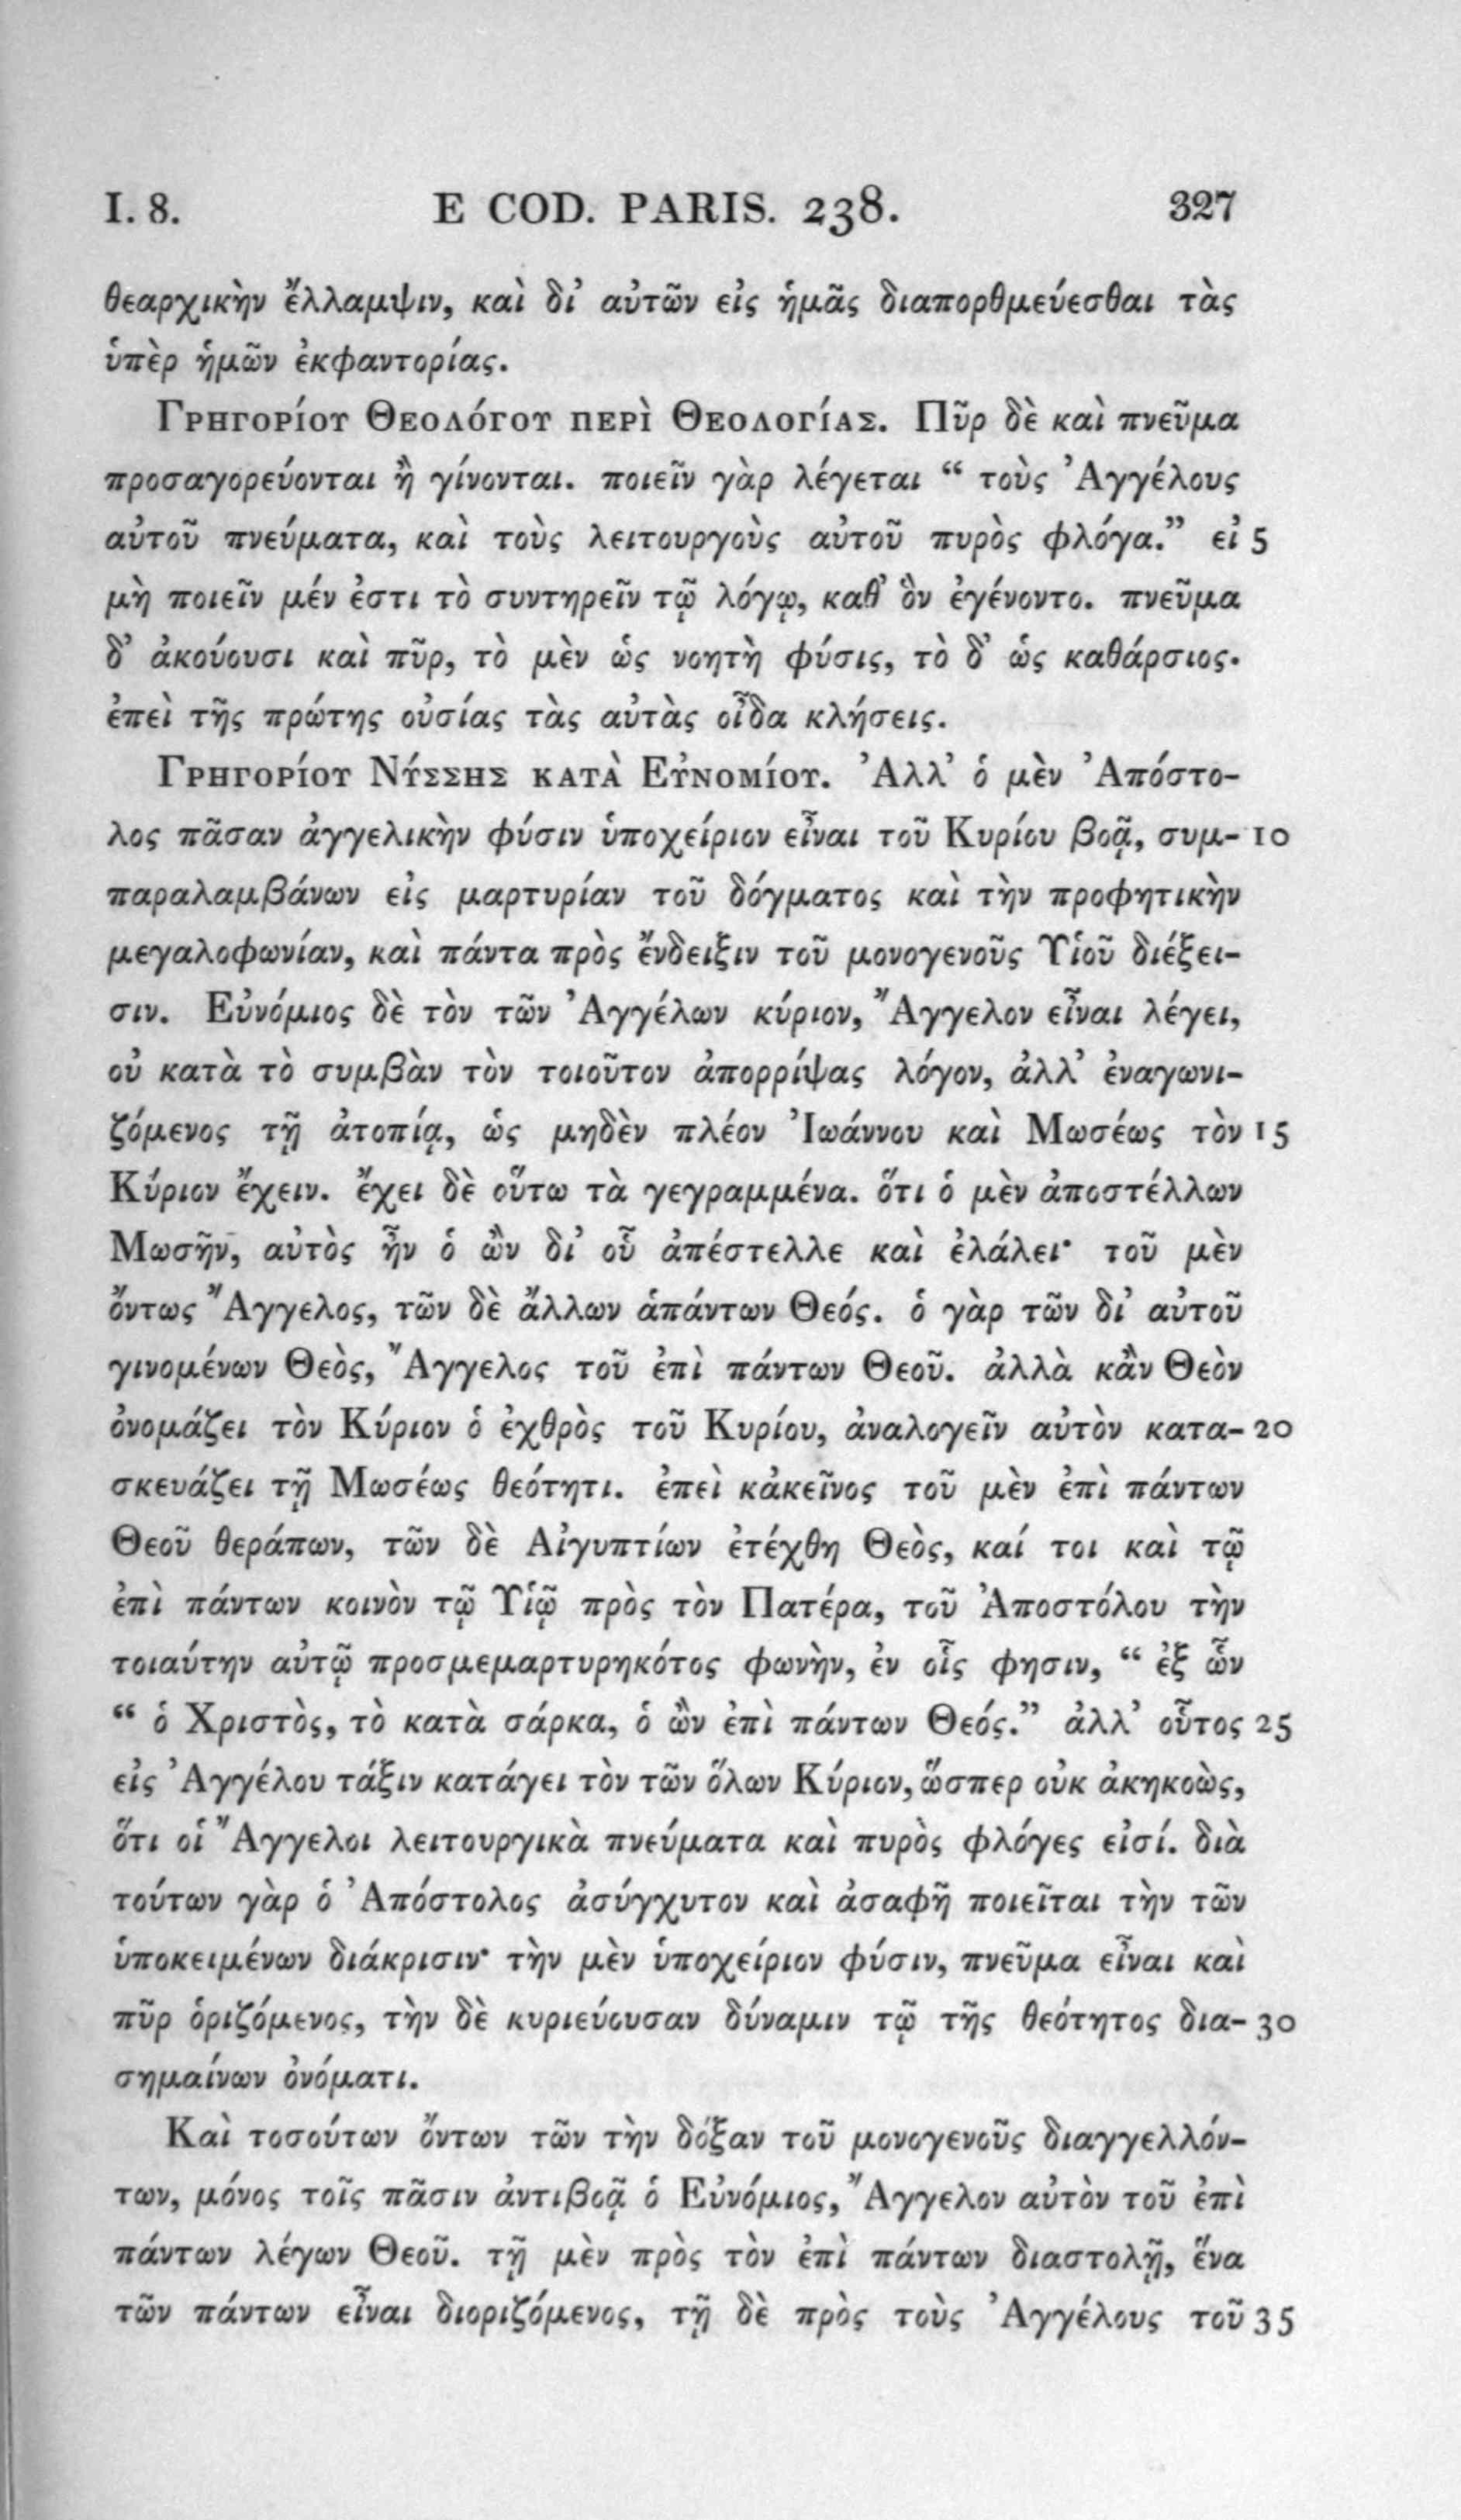 I. 8. E COD. PARIS. 238. 327
θεαρχικὴν ἔλλαμψιν, καὶ δι᾿ αὐτῶν εἰς ἡμᾶς διαπορθμεύεσθαι τὰς
ὑπὲρ ἡμῶν ἐκφαντορίας.
Γρηγορίου Θεολόγου περὶ Θεολογίας. Πῦρ δὲ καὶ πνεῦμα
προσαγορεύονται ἢ γίνονται. ποιεῖν γὰρ λέγεται “ τοὺς Ἀγγέλους
αὐτοῦ πνεύματα, καὶ τοὺς λειτουργοὺς αὐτοῦ πυρὸς φλόγα.” εἰ 5
μὴ ποιεῖν μέν ἐστι τὸ συντηρεῖν τῷ λόγῳ, καθ᾿ ὃν ἐγένοντο. πνεῦμα
δ᾿ ἀκούουσι καὶ πῦρ, τὸ μὲν ὡς νοητὴ φύσις, τὸ δ᾿ ὡς καθάρσιος·
ἐπεὶ τῆς πρώτης οὐσίας τὰς αὐτὰς οἶδα κλήσεις.
Γρηγορίου Νύσσης κατὰ Εὐνομίου. Ἀλλ᾿ ὁ μὲν Ἀπόστο-
λος πᾶσαν ἀγγελικὴν φύσιν ὑποχείριον εἶναι τοῦ Κυρίου βοᾷ, συμ- 10
παραλαμβάνων εἰς μαρτυρίαν τοῦ δόγματος καὶ τὴν προφητικὴν
μεγαλοφωνίαν, καὶ πάντα πρὸς ἔνδειξιν τοῦ μονογενοῦς Υἱοῦ διέξει-
σιν. Εὐνόμιος δὲ τὸν τῶν Ἀγγέλων κύριον, Ἄγγελον εἶναι λέγει,
οὐ κατὰ τὸ συμβὰν τὸν τοιοῦτον ἀπορρίψας λόγον, ἀλλ᾿ ἐναγωνι-
ζόμενος τῇ ἀτοπίᾳ, ὡς μηδὲν πλέον Ἰωάννου καὶ Μωσέως τὸν 15
Κύριον ἔχειν. ἔχει δὲ οὕτω τὰ γεγραμμένα. ὅτι ὁ μὲν ἀποστέλλων
Μωσῆν, αὐτὸς ἦν ὁ ὢν δι᾿ οὗ ἀπέστελλε καὶ ἐλάλει· τοῦ μὲν
ὄντως Ἄγγελος, τῶν δὲ ἄλλων ἁπάντων Θεός. ὁ γὰρ τῶν δι᾿ αὐτοῦ
γινομένων Θεὸς, Ἄγγελος τοῦ ἐπὶ πάντων Θεοῦ. ἀλλὰ κἂν Θεὸν
ὀνομάζει τὸν Κύριον ὁ ἐχθρὸς τοῦ Κυρίου, ἀναλογεῖν αὐτὸν κατα- 20
σκευάζει τῇ Μωσέως θεότητι. ἐπεὶ κἀκεῖνος τοῦ μὲν ἐπὶ πάντων
Θεοῦ θεράπων, τῶν δὲ Αἰγυπτίων ἐτέχθη Θεὸς, καί τοι καὶ τῷ
ἐπὶ πάντων κοινὸν τῷ Υἱῷ πρὸς τὸν Πατέρα, τοῦ Ἀποστόλου τὴν
τοιαύτην αὐτῷ προσμεμαρτυρηκότος φωνὴν, ἐν οἷς φησιν, “ ἐξ ὧν
“ ὁ Χριστὸς, τὸ κατὰ σάρκα, ὁ ὢν ἐπὶ πάντων Θεός.” ἀλλ᾿ οὗτος 25
εἰς Ἀγγέλου τάξιν κατάγει τὸν τῶν ὅλων Κύριον, ὥσπερ οὐκ ἀκηκοὼς,
ὅτι οἱ Ἄγγελοι λειτουργικὰ πνεύματα καὶ πυρὸς φλόγες εἰσί. διὰ
τούτων γὰρ ὁ Ἀπόστολος ἀσύγχυτον καὶ ἀσαφῆ ποιεῖται τὴν τῶν
ὑποκειμένων διάκρισιν· τὴν μὲν ὑποχείριον φύσιν, πνεῦμα εἶναι καὶ
πῦρ ὁριζόμενος, τὴν δὲ κυριεύουσαν δύναμιν τῷ τῆς θεότητος δια- 30
σημαίνων ὀνόματι.
Καὶ τοσούτων ὄντων τῶν τὴν δόξαν τοῦ μονογενοῦς διαγγελλόν-
των, μόνος τοῖς πᾶσιν ἀντιβοᾷ ὁ Εὐνόμιος, Ἄγγελον αὐτὸν τοῦ ἐπὶ
πάντων λέγων Θεοῦ. τῇ μὲν πρὸς τὸν ἐπὶ πάντων διαστολῇ, ἕνα
τῶν πάντων εἶναι διοριζόμενος, τῇ δὲ πρὸς τοὺς Ἀγγέλους τοῦ 35